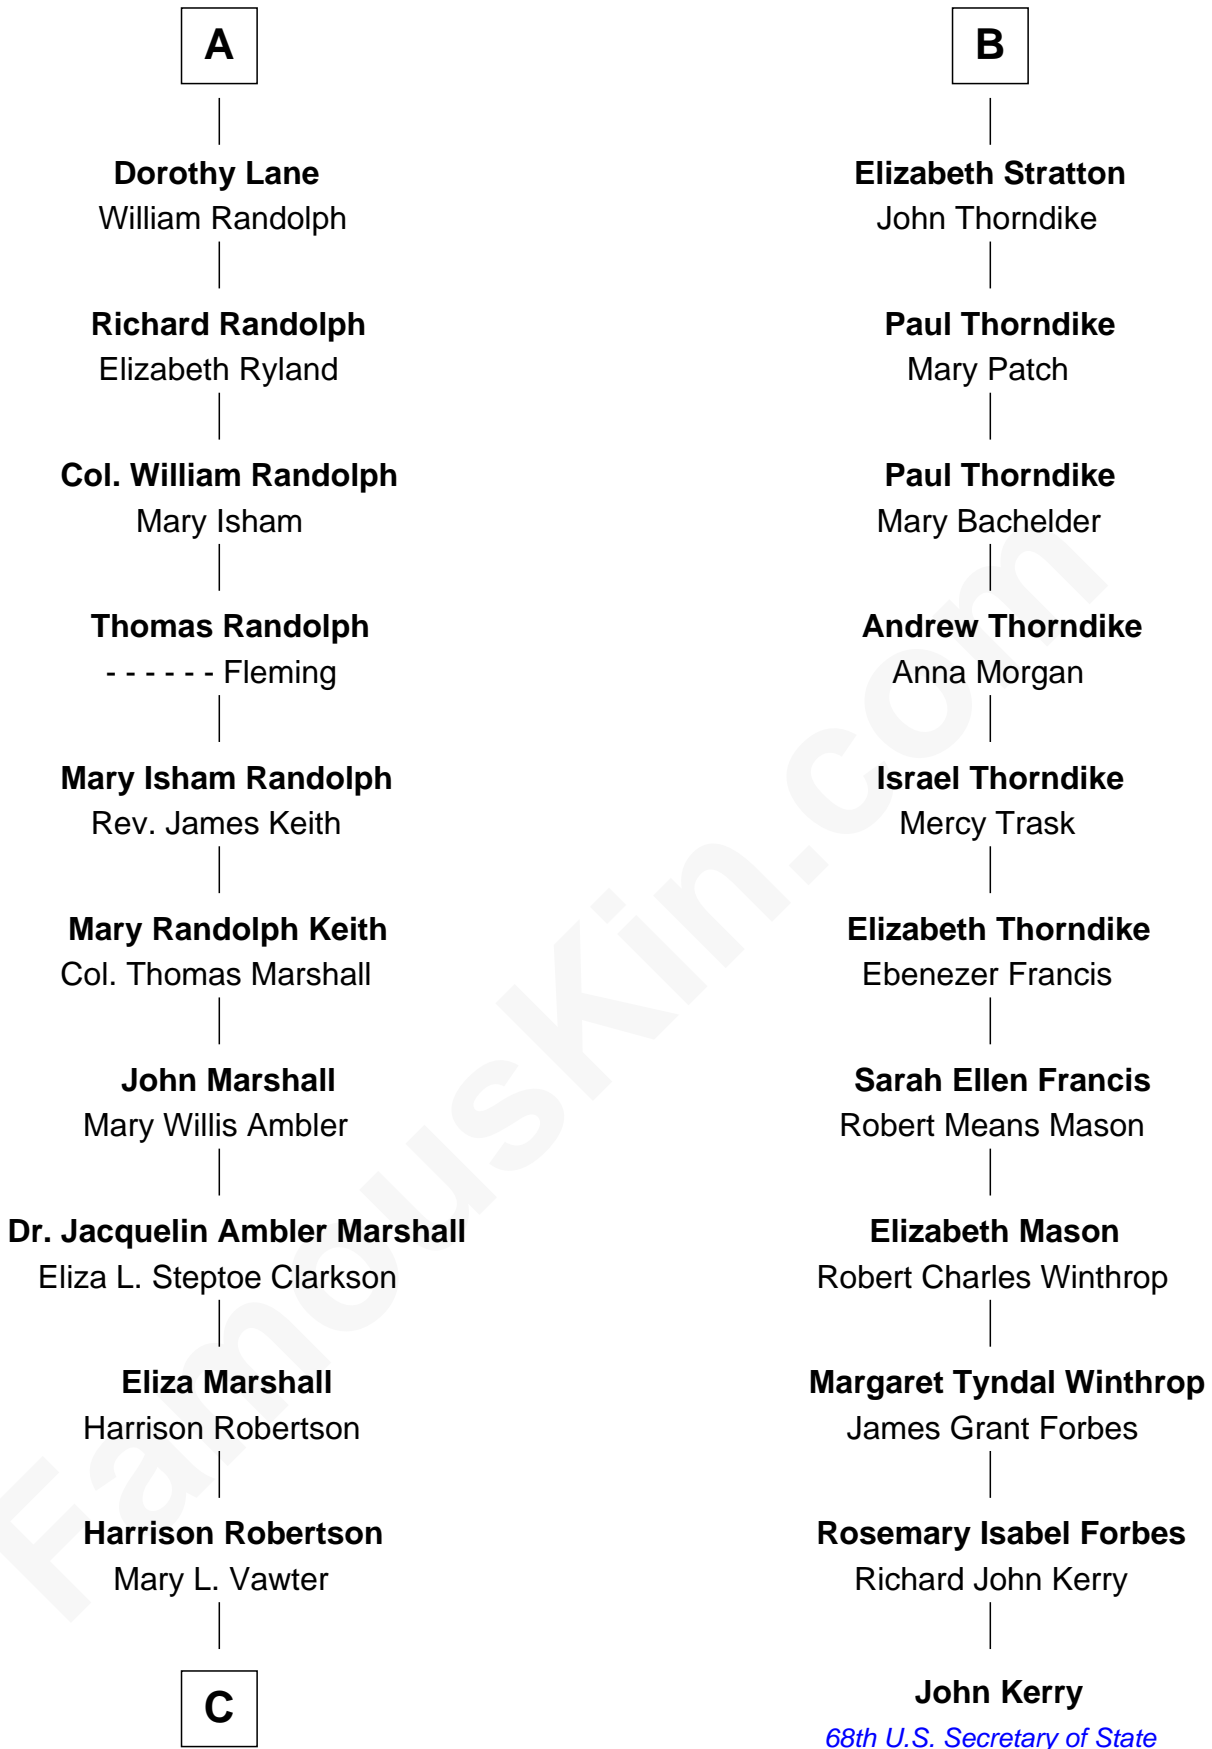 A
Dorothy Lane
William Randolph
Richard Randolph
Elizabeth Ryland
Col. William Randolph
Mary Isham
Thomas Randolph
- - - - - - Fleming
Mary Isham Randolph
Rev. James Keith
Mary Randolph Keith
Col. Thomas Marshall
John Marshall
Mary Willis Ambler
Dr. Jacquelin Ambler Marshall
Eliza L. Steptoe Clarkson
Eliza Marshall
Harrison Robertson
Harrison Robertson
Mary L. Vawter
C
B
Elizabeth Stratton
John Thorndike
Paul Thorndike
Mary Patch
Paul Thorndike
Mary Bachelder
Andrew Thorndike
Anna Morgan
Israel Thorndike
Mercy Trask
Elizabeth Thorndike
Ebenezer Francis
Sarah Ellen Francis
Robert Means Mason
Elizabeth Mason
Robert Charles Winthrop
Margaret Tyndal Winthrop
James Grant Forbes
Rosemary Isabel Forbes
Richard John Kerry
John Kerry
68th U.S. Secretary of State
FamousKin.com